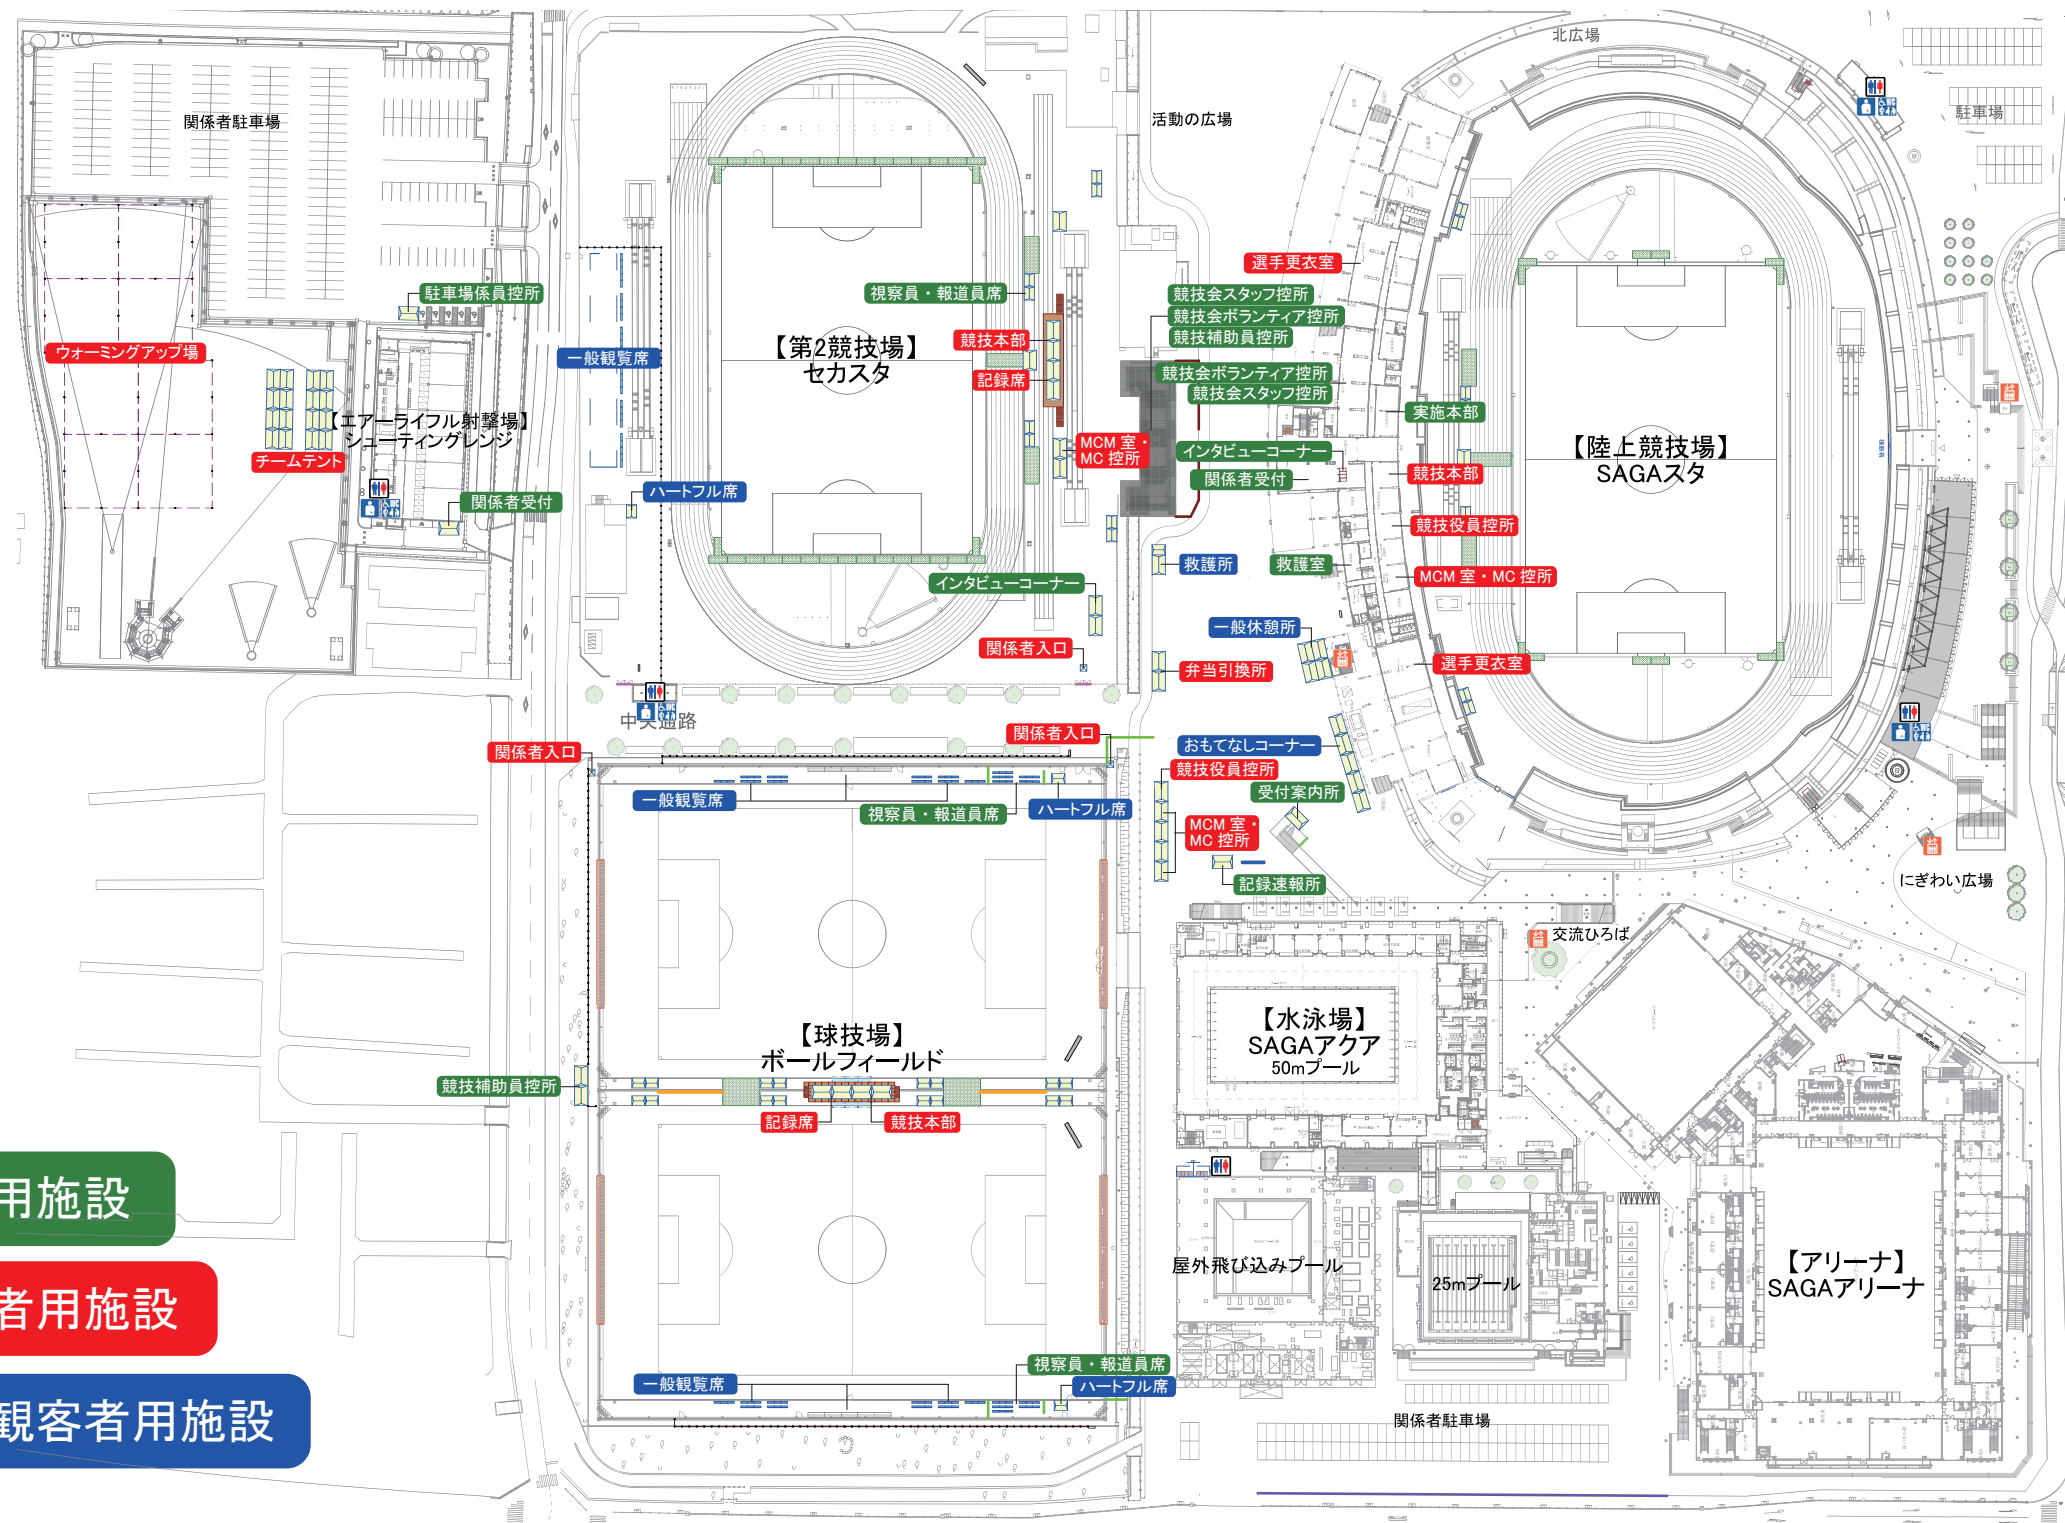 北広場
関係者駐車場
活動の広場
駐車場
選手更衣室
駐車場係員控所
視察員・報道員席
競技会スタッフ控所
競技会ボランティア控所
競技補助員控所
ウォーミングアップ場
一般観覧席
【第2競技場】
セカスタ
競技本部
記録席
競技会ボランティア控所
競技会スタッフ控所
実施本部
【エアーライフル射撃場】
シューティングレンジ
チームテント
MCM 室・
MC 控所
インタビューコーナー
関係者受付
競技本部
【陸上競技場】
SAGAスタ
関係者受付
ハートフル席
競技役員控所
救護所
救護室
MCM 室・MC 控所
インタビューコーナー
一般休憩所
関係者入口
弁当引換所
選手更衣室
中央通路
関係者入口
関係者入口
おもてなしコーナー
競技役員控所
受付案内所
一般観覧席
視察員・報道員席
ハートフル席
MCM 室・
MC 控所
記録速報所
にぎわい広場
交流ひろば
【球技場】
ボールフィールド
【水泳場】
SAGAアクア
50mプール
競技補助員控所
記録席
競技本部
用施設
者用施設
観客者用施設
屋外飛び込みプール
25mプール
【アリーナ】
SAGAアリーナ
一般観覧席
視察員・報道員席
ハートフル席
関係者駐車場